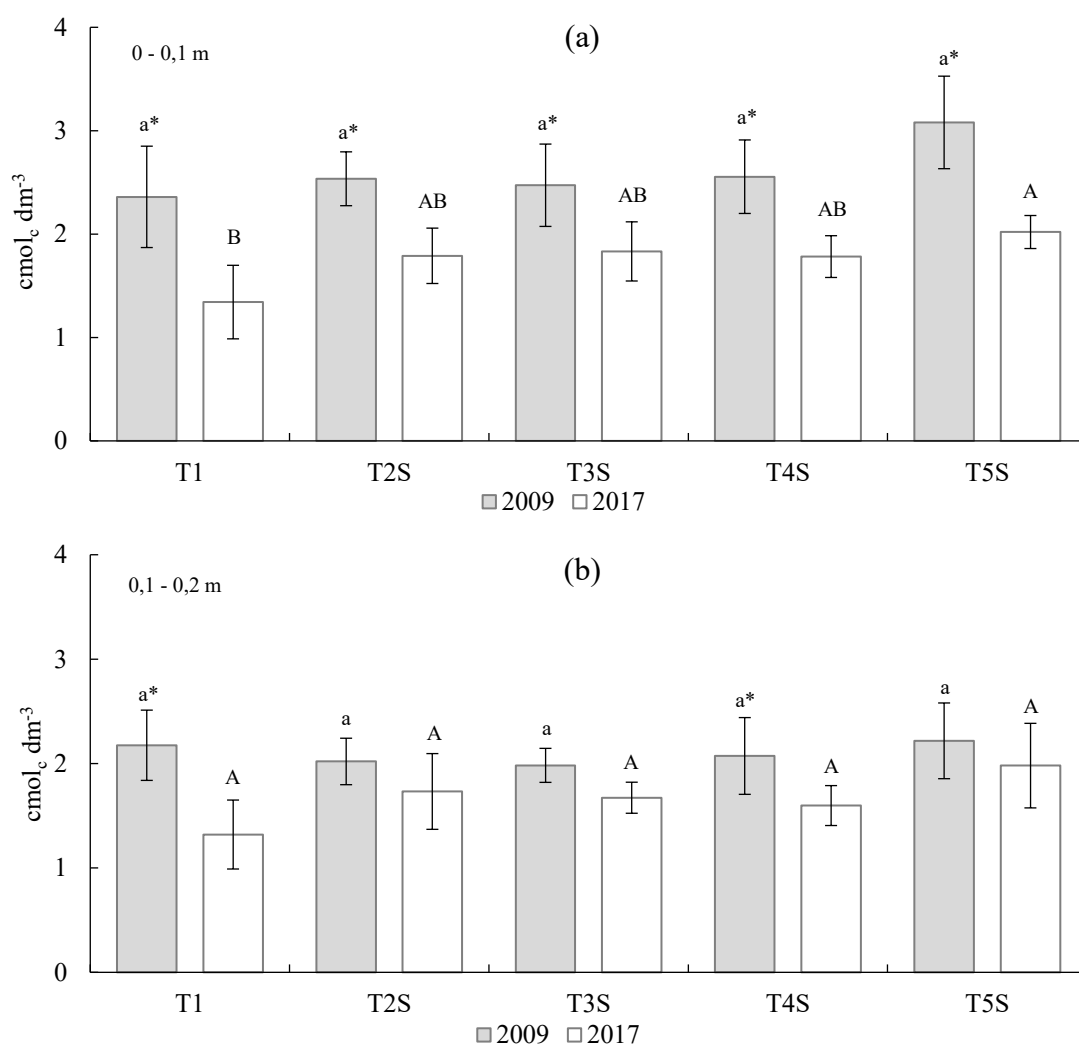 4
(a)
0 - 0,1 m
a*
a*
a*
a*
a*
3
AB
AB
AB
A
B
2
1
0
cmolc dm-3
T1 T2S T3S T4S T5S
2009 2017
4
(b)
0,1 - 0,2 m
3
a*
a
a
a*
a
A
A
A
A
A
2
1
0
cmolc dm-3
T1 T2S T3S T4S T5S
2009 2017